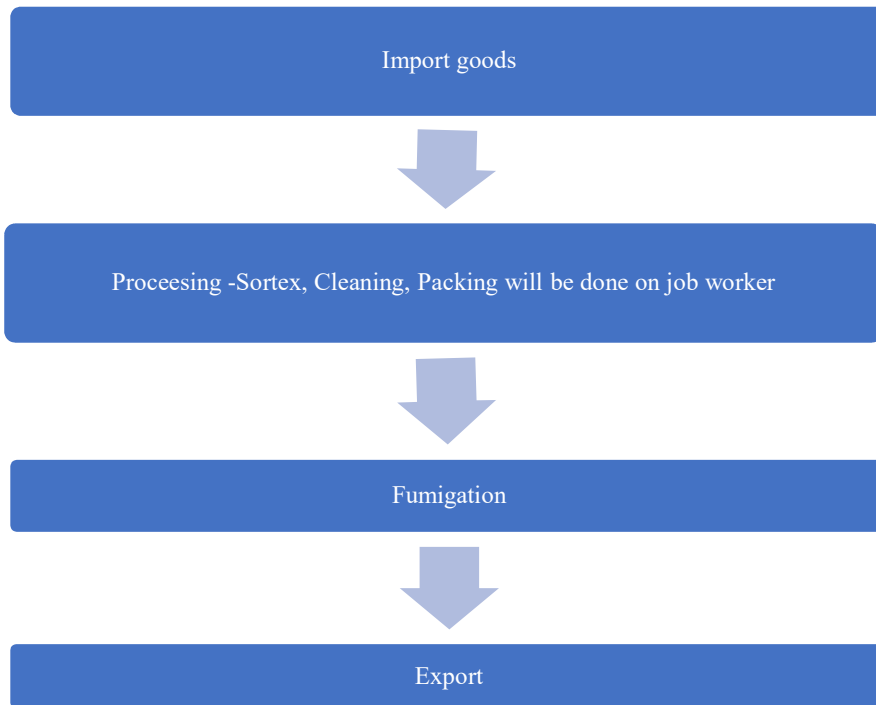 Import goods
Proceesing -Sortex, Cleaning, Packing will be done on job worker
Fumigation
Export